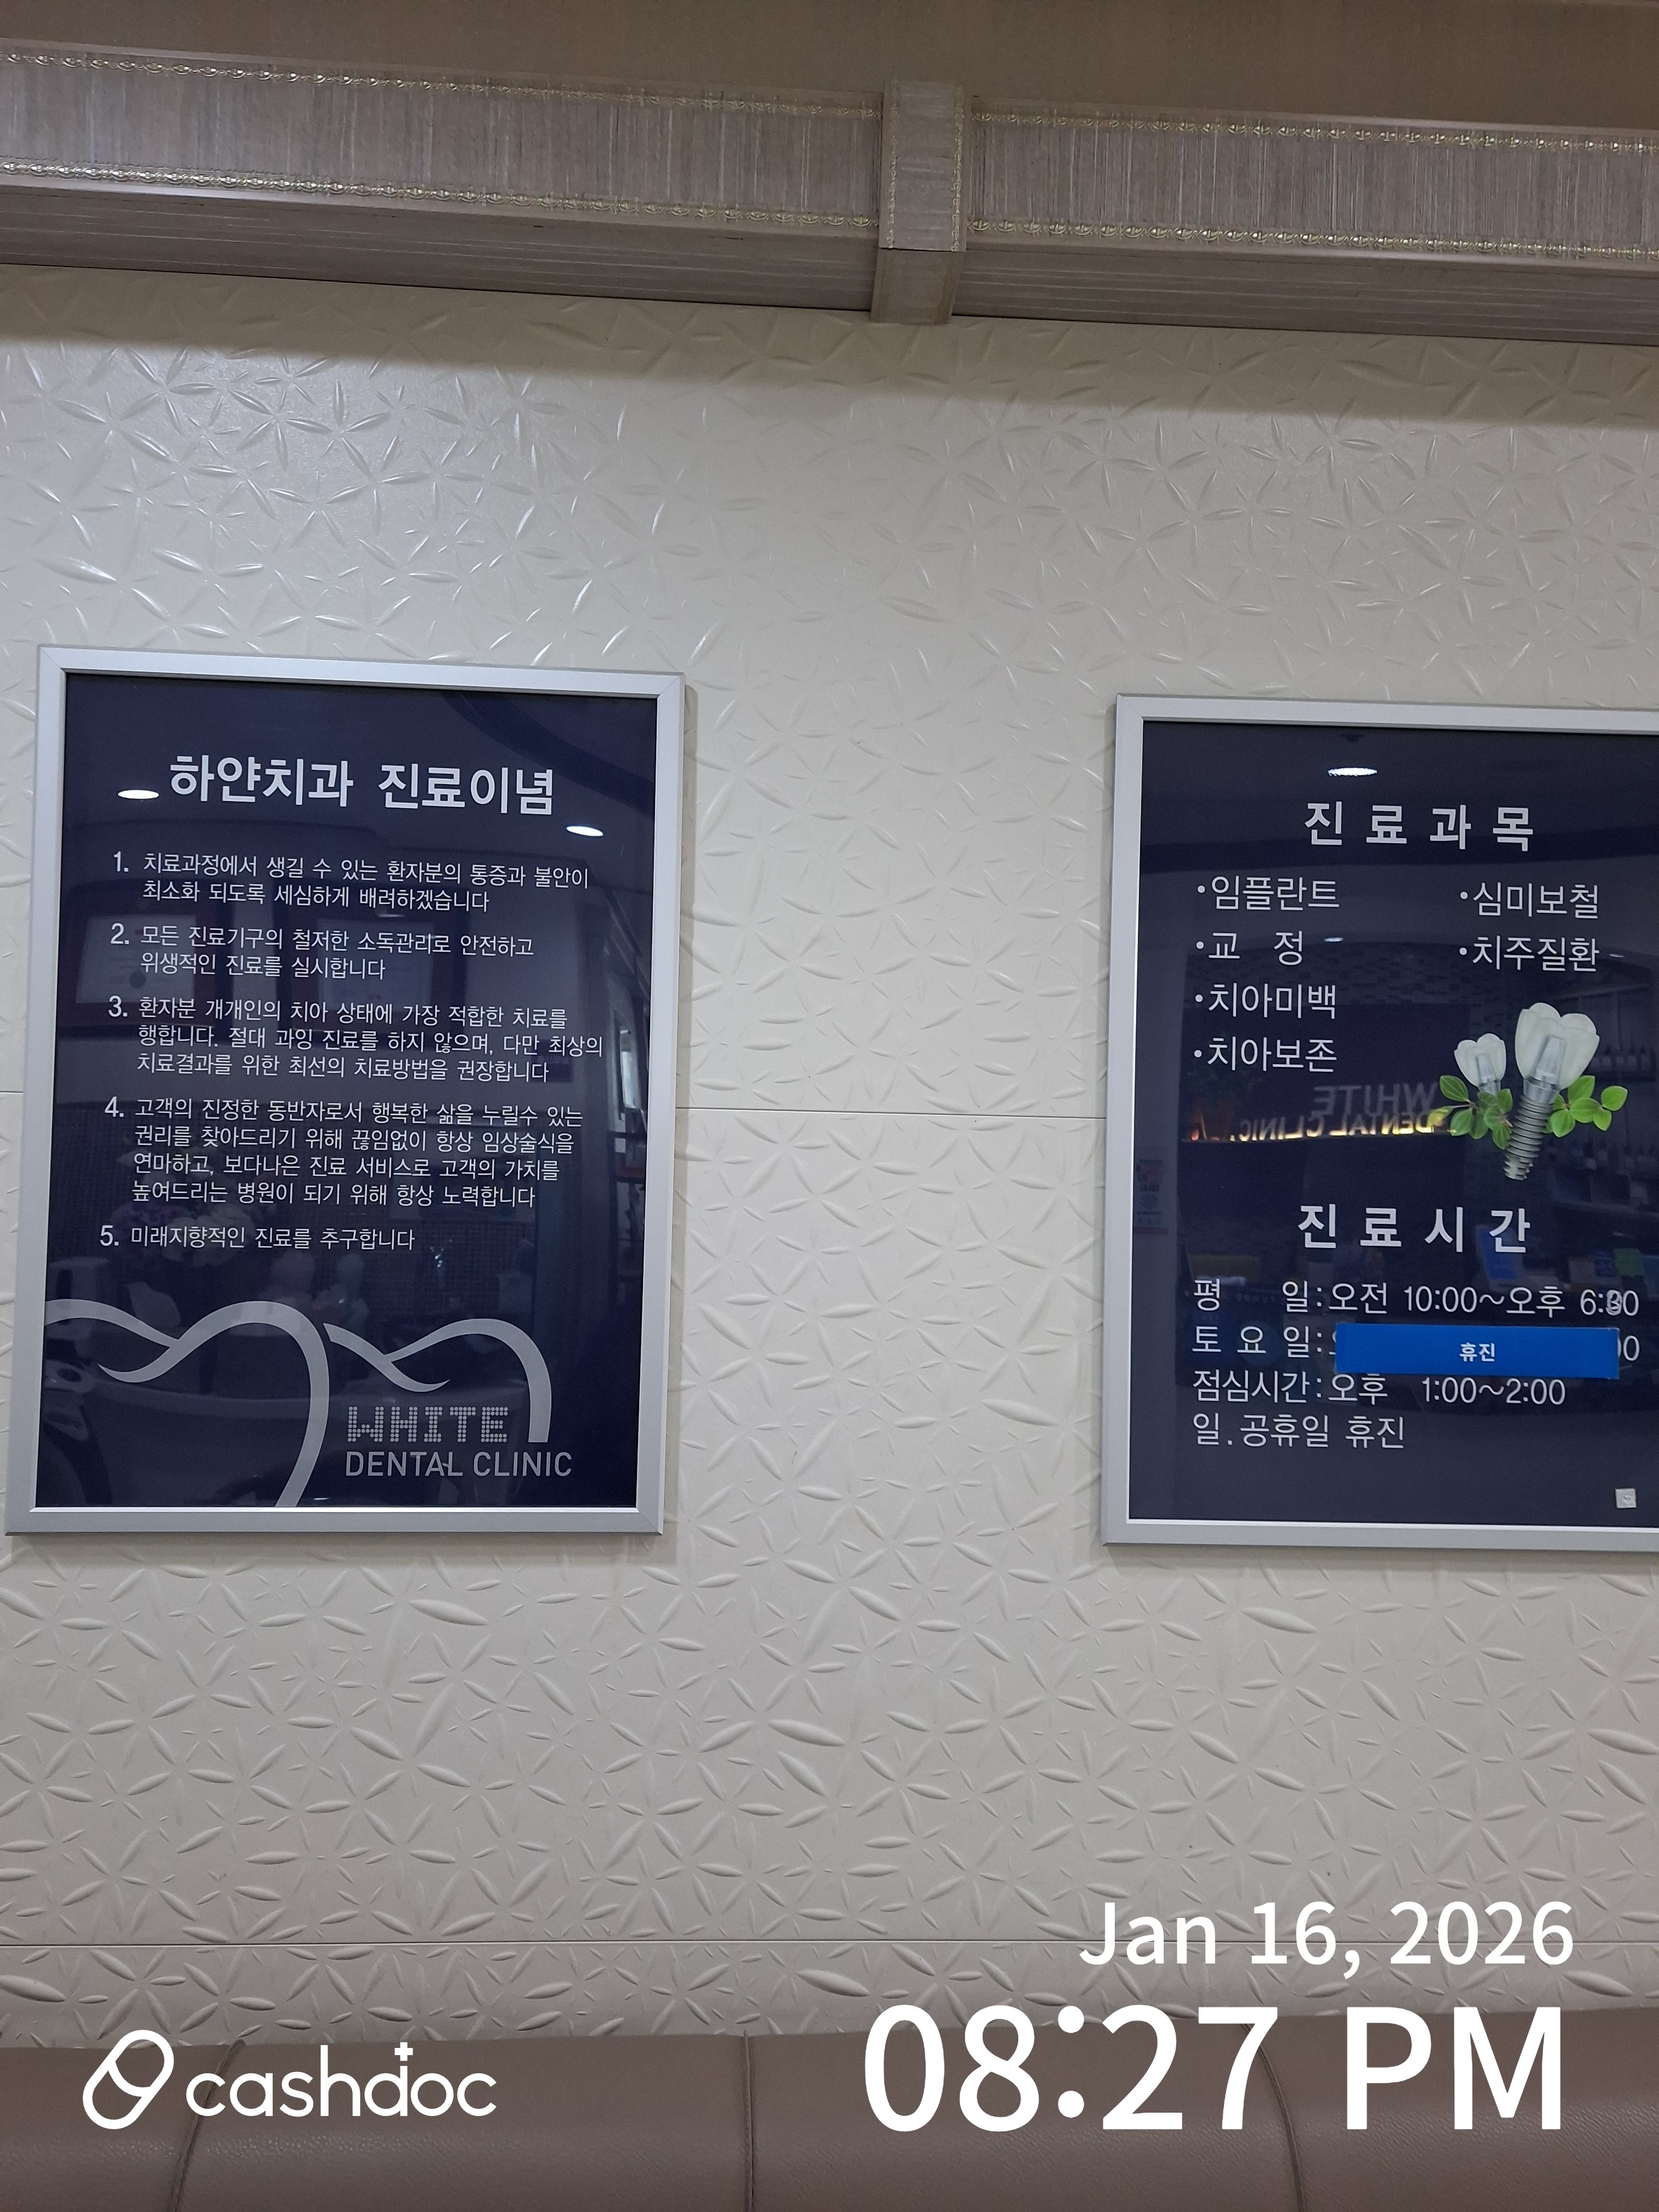 하얀치과 진료이념
1. 치료과정에서 생길 수 있는 환자분의 통증과 불안이
최소화 되도록 세심하게 배려하겠습니다
2. 모든 진료기구의 철저한 소독관리로 안전하고
위생적인 진료를 실시합니다
3. 환자분 개개인의 치아 상태에 가장 적합한 치료를
행합니다. 절대 과잉 진료를 하지 않으며, 다만 최상의
치료결과를 위한 최선의 치료방법을 권장합니다
4. 고객의 진정한 동반자로서 행복한 삶을 누릴수 있는
권리를 찾아드리기 위해 끊임없이 항상 임상술식을
연마하고, 보다나은 진료 서비스로 고객의 가치를
높여드리는 병원이 되기 위해 항상 노력합니다
5. 미래지향적인 진료를 추구합니다
WHITE
DENTAL CLINIC
진료과목
•임플란트 •심미보철
•교 정 •치주질환
•치아미백
•치아보존
WHITE
DENTAL CLINIC
진료시간
평 일:오전 10:00~오후
토요일: 휴진
점심시간:오후 1:00~2:00
일.공휴일 휴진
Jan 16, 2026
08:27 PM
cashdoc